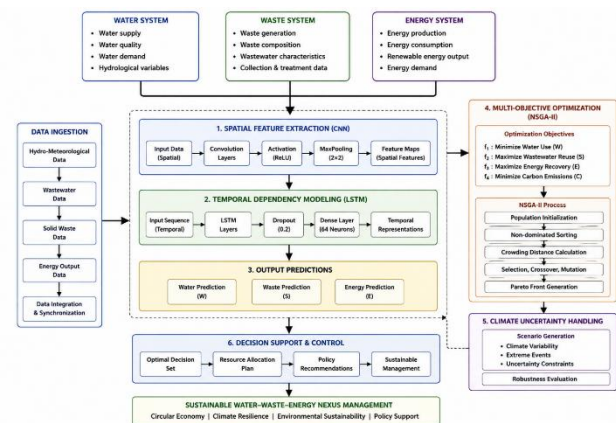 WATER SYSTEM
• Water supply
• Water quality
• Water demand
• Hydrological variables
WASTE SYSTEM
• Waste generation
• Waste composition
• Wastewater characteristics
• Collection & treatment data
ENERGY SYSTEM
• Energy production
• Energy consumption
• Renewable energy output
• Energy demand
DATA INGESTION
Hydro-Meteorological
Data
Wastewater
Data
Solid Waste
Data
Energy Output
Data
Data Integration
& Synchronization
1. SPATIAL FEATURE EXTRACTION (CNN)
Input Data
(Spatial)
Convolution
Layers
Activation
(ReLU)
MaxPooling
(2×2)
Feature Maps
(Spatial Features)
2. TEMPORAL DEPENDENCY MODELING (LSTM)
Input Sequence
(Temporal)
LSTM
Layers
Dropout
(0.2)
Dense Layer
(64 Neurons)
Temporal
Representations
3. OUTPUT PREDICTIONS
Water Prediction
(W)
Waste Prediction
(S)
Energy Prediction
(E)
4. MULTI-OBJECTIVE OPTIMIZATION
(NSGA-II)
Optimization Objectives
f₁ : Minimize Water Use (W)
f₂ : Maximize Wastewater Reuse (S)
f₃ : Maximize Energy Recovery (E)
f₄ : Minimize Carbon Emissions (C)
NSGA-II Process
Population Initialization
Non-dominated Sorting
Crowding Distance Calculation
Selection, Crossover, Mutation
Pareto Front Generation
5. CLIMATE UNCERTAINTY HANDLING
Scenario Generation
• Climate Variability
• Extreme Events
• Uncertainty Constraints
Robustness Evaluation
6. DECISION SUPPORT & CONTROL
Optimal Decision
Set
Resource Allocation
Plan
Policy
Recommendations
Sustainable
Management
SUSTAINABLE WATER–WASTE–ENERGY NEXUS MANAGEMENT
Circular Economy | Climate Resilience | Environmental Sustainability | Policy Support